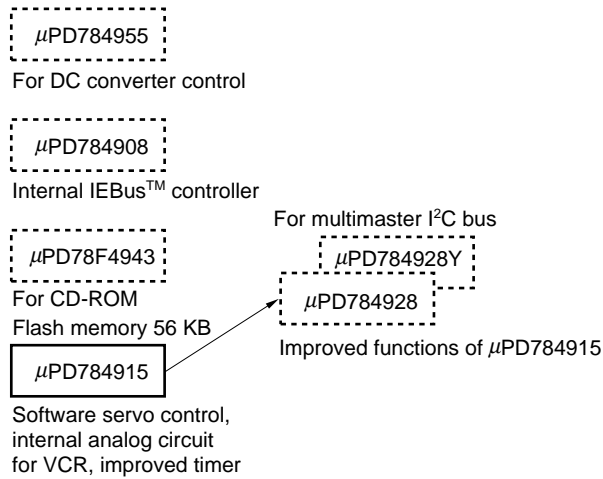 μPD784955
For DC converter control
μPD784908
Internal IEBus™ controller
μPD78F4943
For CD-ROM
Flash memory 56 KB
μPD784915
Software servo control,
internal analog circuit
for VCR, improved timer
For multimaster I²C bus
μPD784928Y
μPD784928
Improved functions of μPD784915